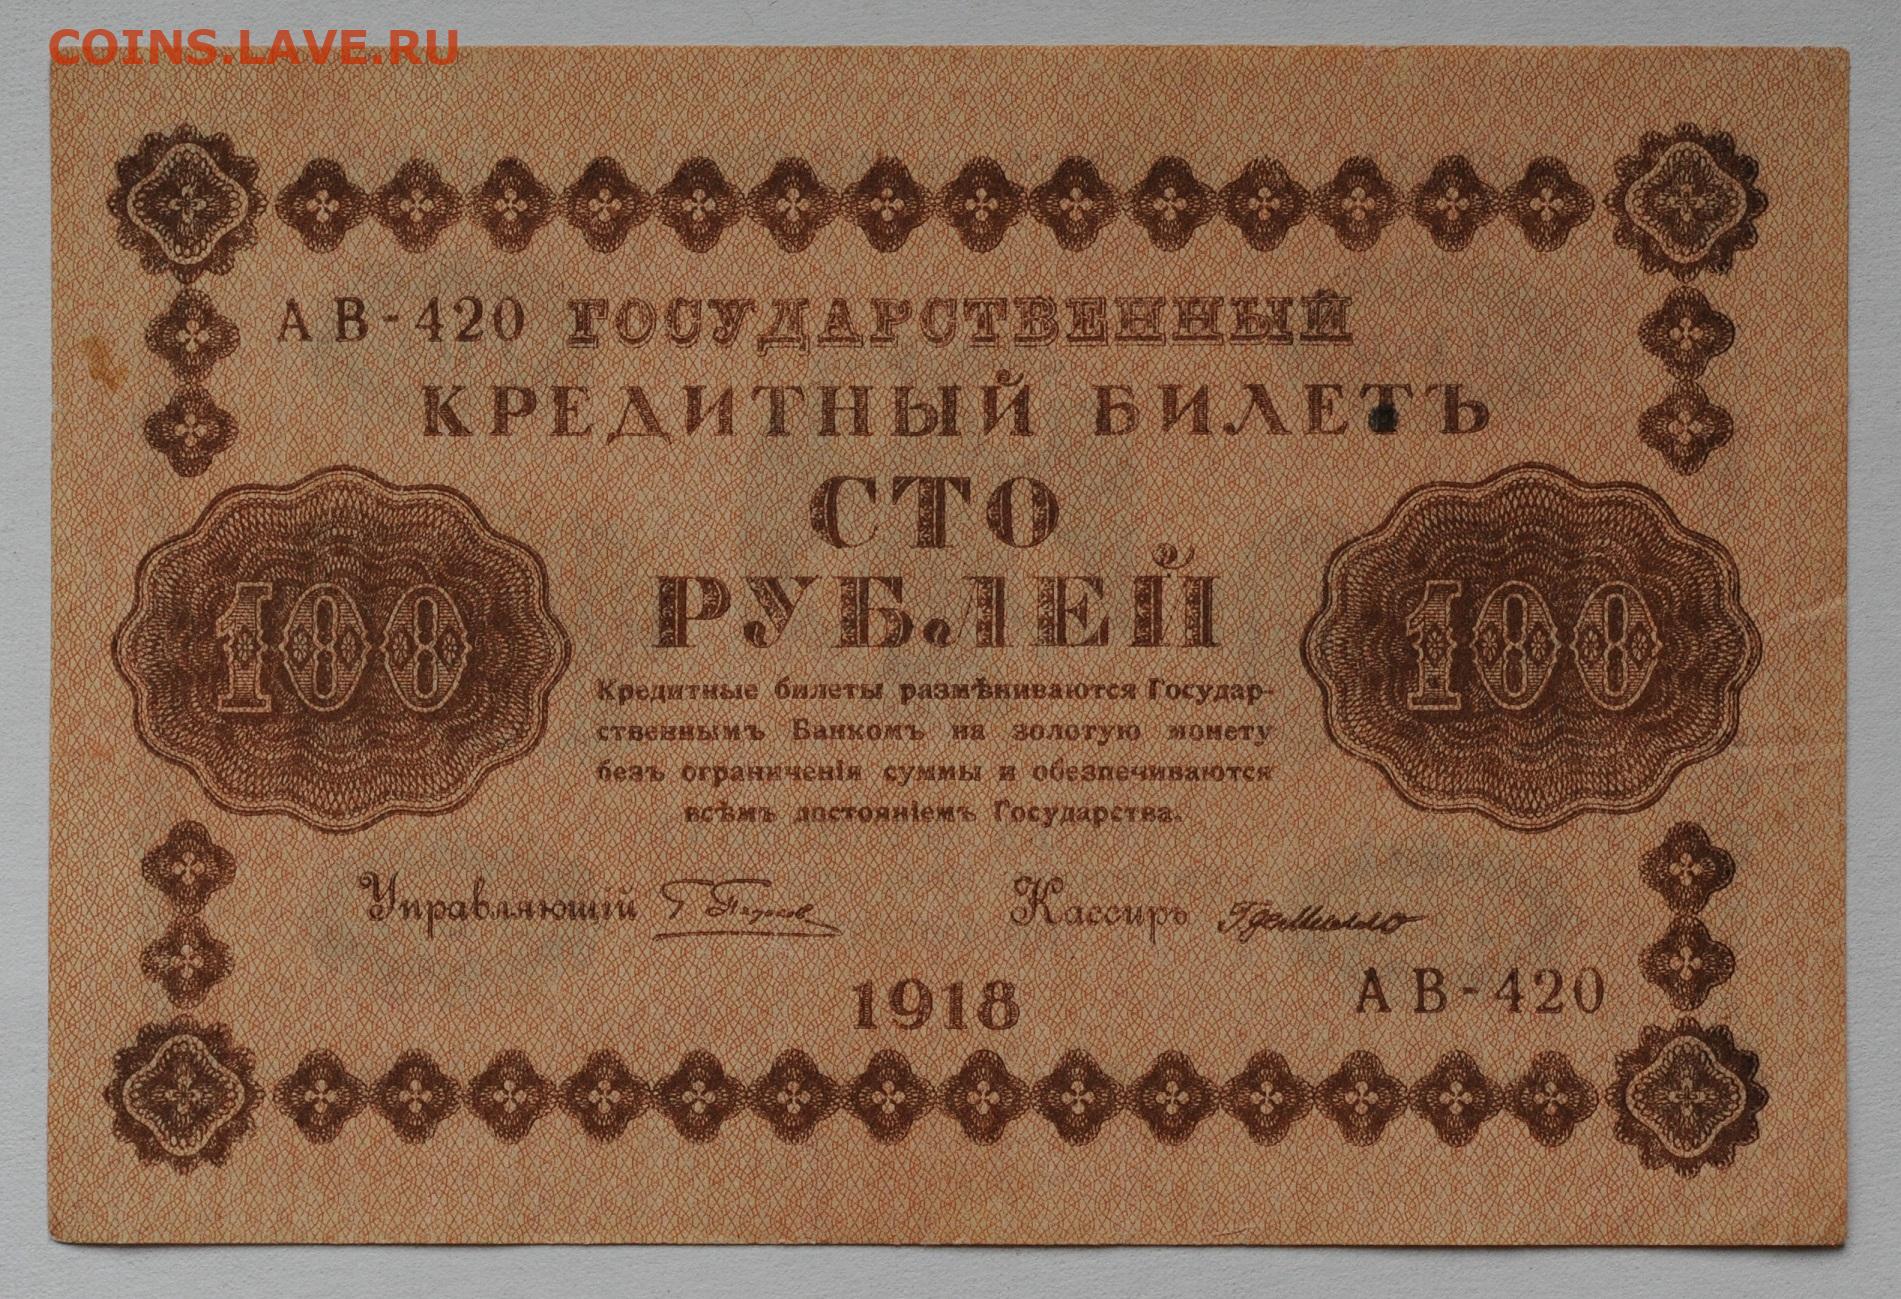 COINS.LAVE.RU
АВ-420 ГОСУДАРСТВЕННЫЙ
КРЕДИТНЫЙ БИЛЕТЪ
СТО
РУБЛЕЙ
100
100
Кредитные билеты размѣниваются Государ-
ственнымъ Банкомъ на золотую монету
безъ ограниченія суммы и обезпечиваются
всѣмъ достояніемъ Государства.
Управляющій
Кассиръ
1918
АВ-420